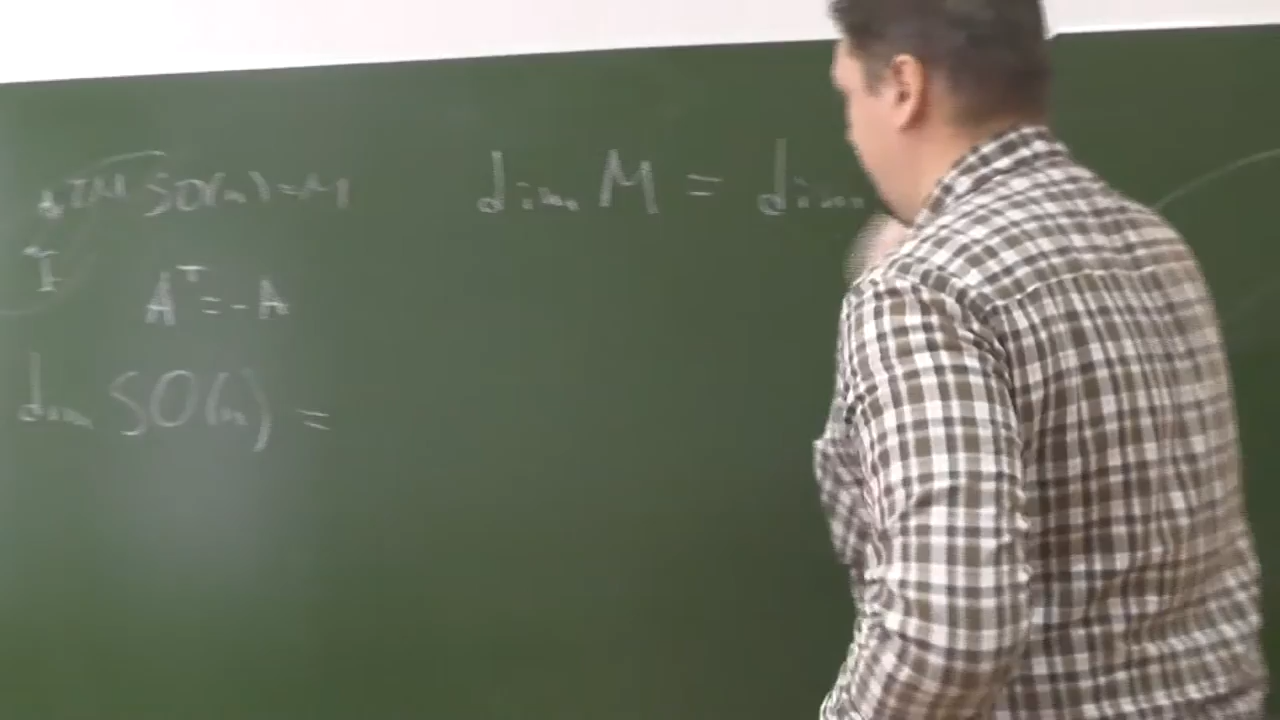 SO(n) = M
I
A^T = -A
dim SO(n) =
dim M = dim